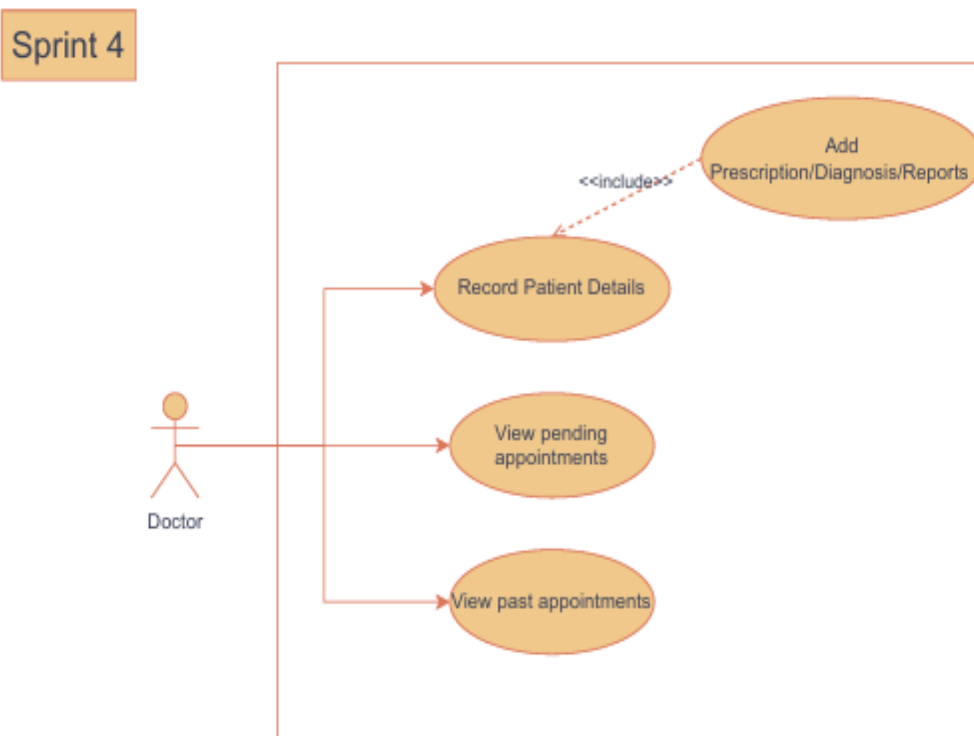 Sprint 4
Add
Prescription/Diagnosis/Reports
<<include>>
Record Patient Details
View pending
appointments
Doctor
View past appointments